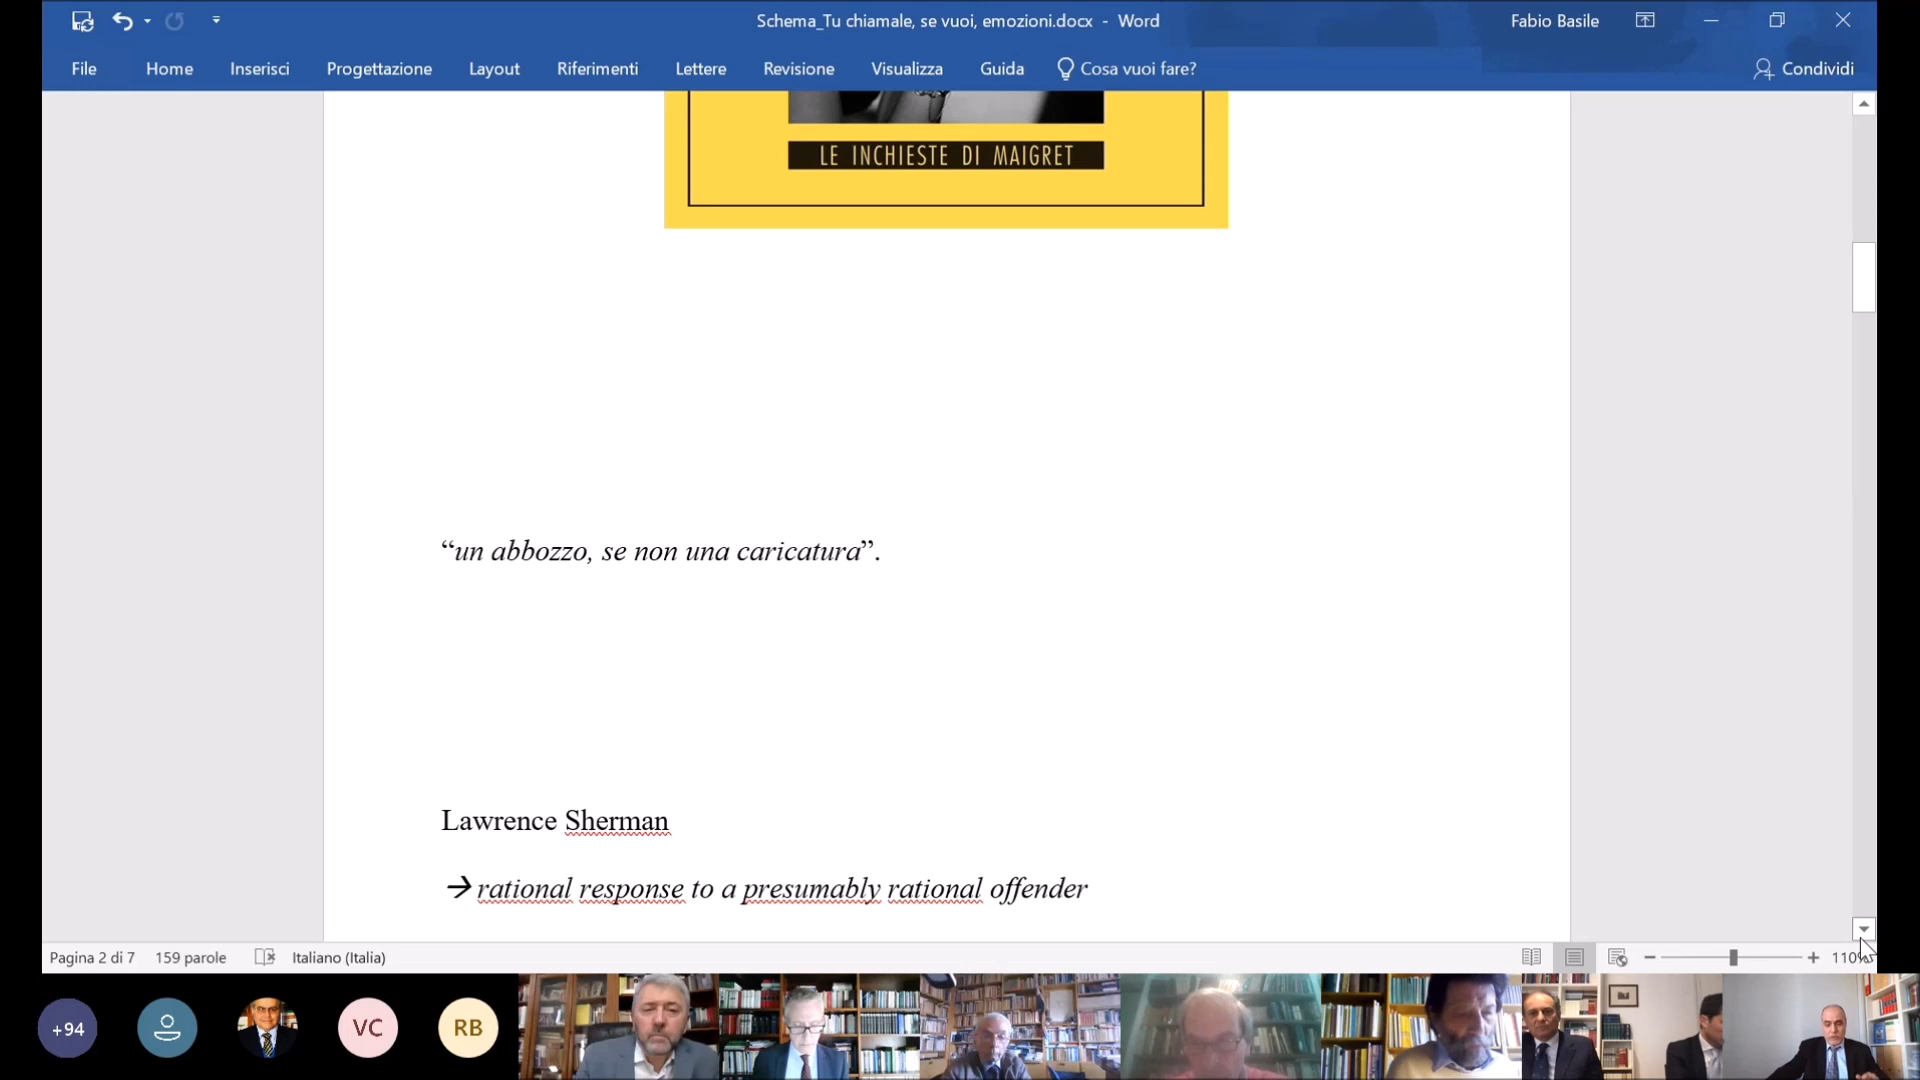 Schema_Tu chiamale, se vuoi, emozioni.docx - Word
Fabio Basile
File Home Inserisci Progettazione Layout Riferimenti Lettere Revisione Visualizza Guida Cosa vuoi fare? Condividi
LE INCHIESTE DI MAIGRET
“un abbozzo, se non una caricatura”.
Lawrence Sherman
→ rational response to a presumably rational offender
Pagina 2 di 7 159 parole Italiano (Italia) 110%
+94 VC RB